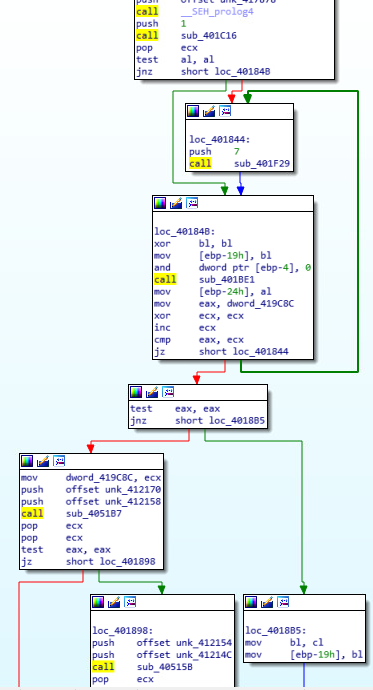 call __SEH_prolog4
push 1
call sub_401C16
pop ecx
test al, al
jnz short loc_40184B
loc_401844:
push 7
call sub_401F29
loc_40184B:
xor bl, bl
mov [ebp-19h], bl
and dword ptr [ebp-4], 0
call sub_401BE1
mov [ebp-24h], al
mov eax, dword_419C8C
xor ecx, ecx
inc ecx
cmp eax, ecx
jz short loc_401844
test eax, eax
jnz short loc_4018B5
mov dword_419C8C, ecx
push offset unk_412170
push offset unk_412158
call sub_4051B7
pop ecx
pop ecx
test eax, eax
jz short loc_401898
loc_401898:
push offset unk_412154
push offset unk_41214C
call sub_40515B
pop ecx
loc_4018B5:
mov bl, cl
mov [ebp-19h], bl